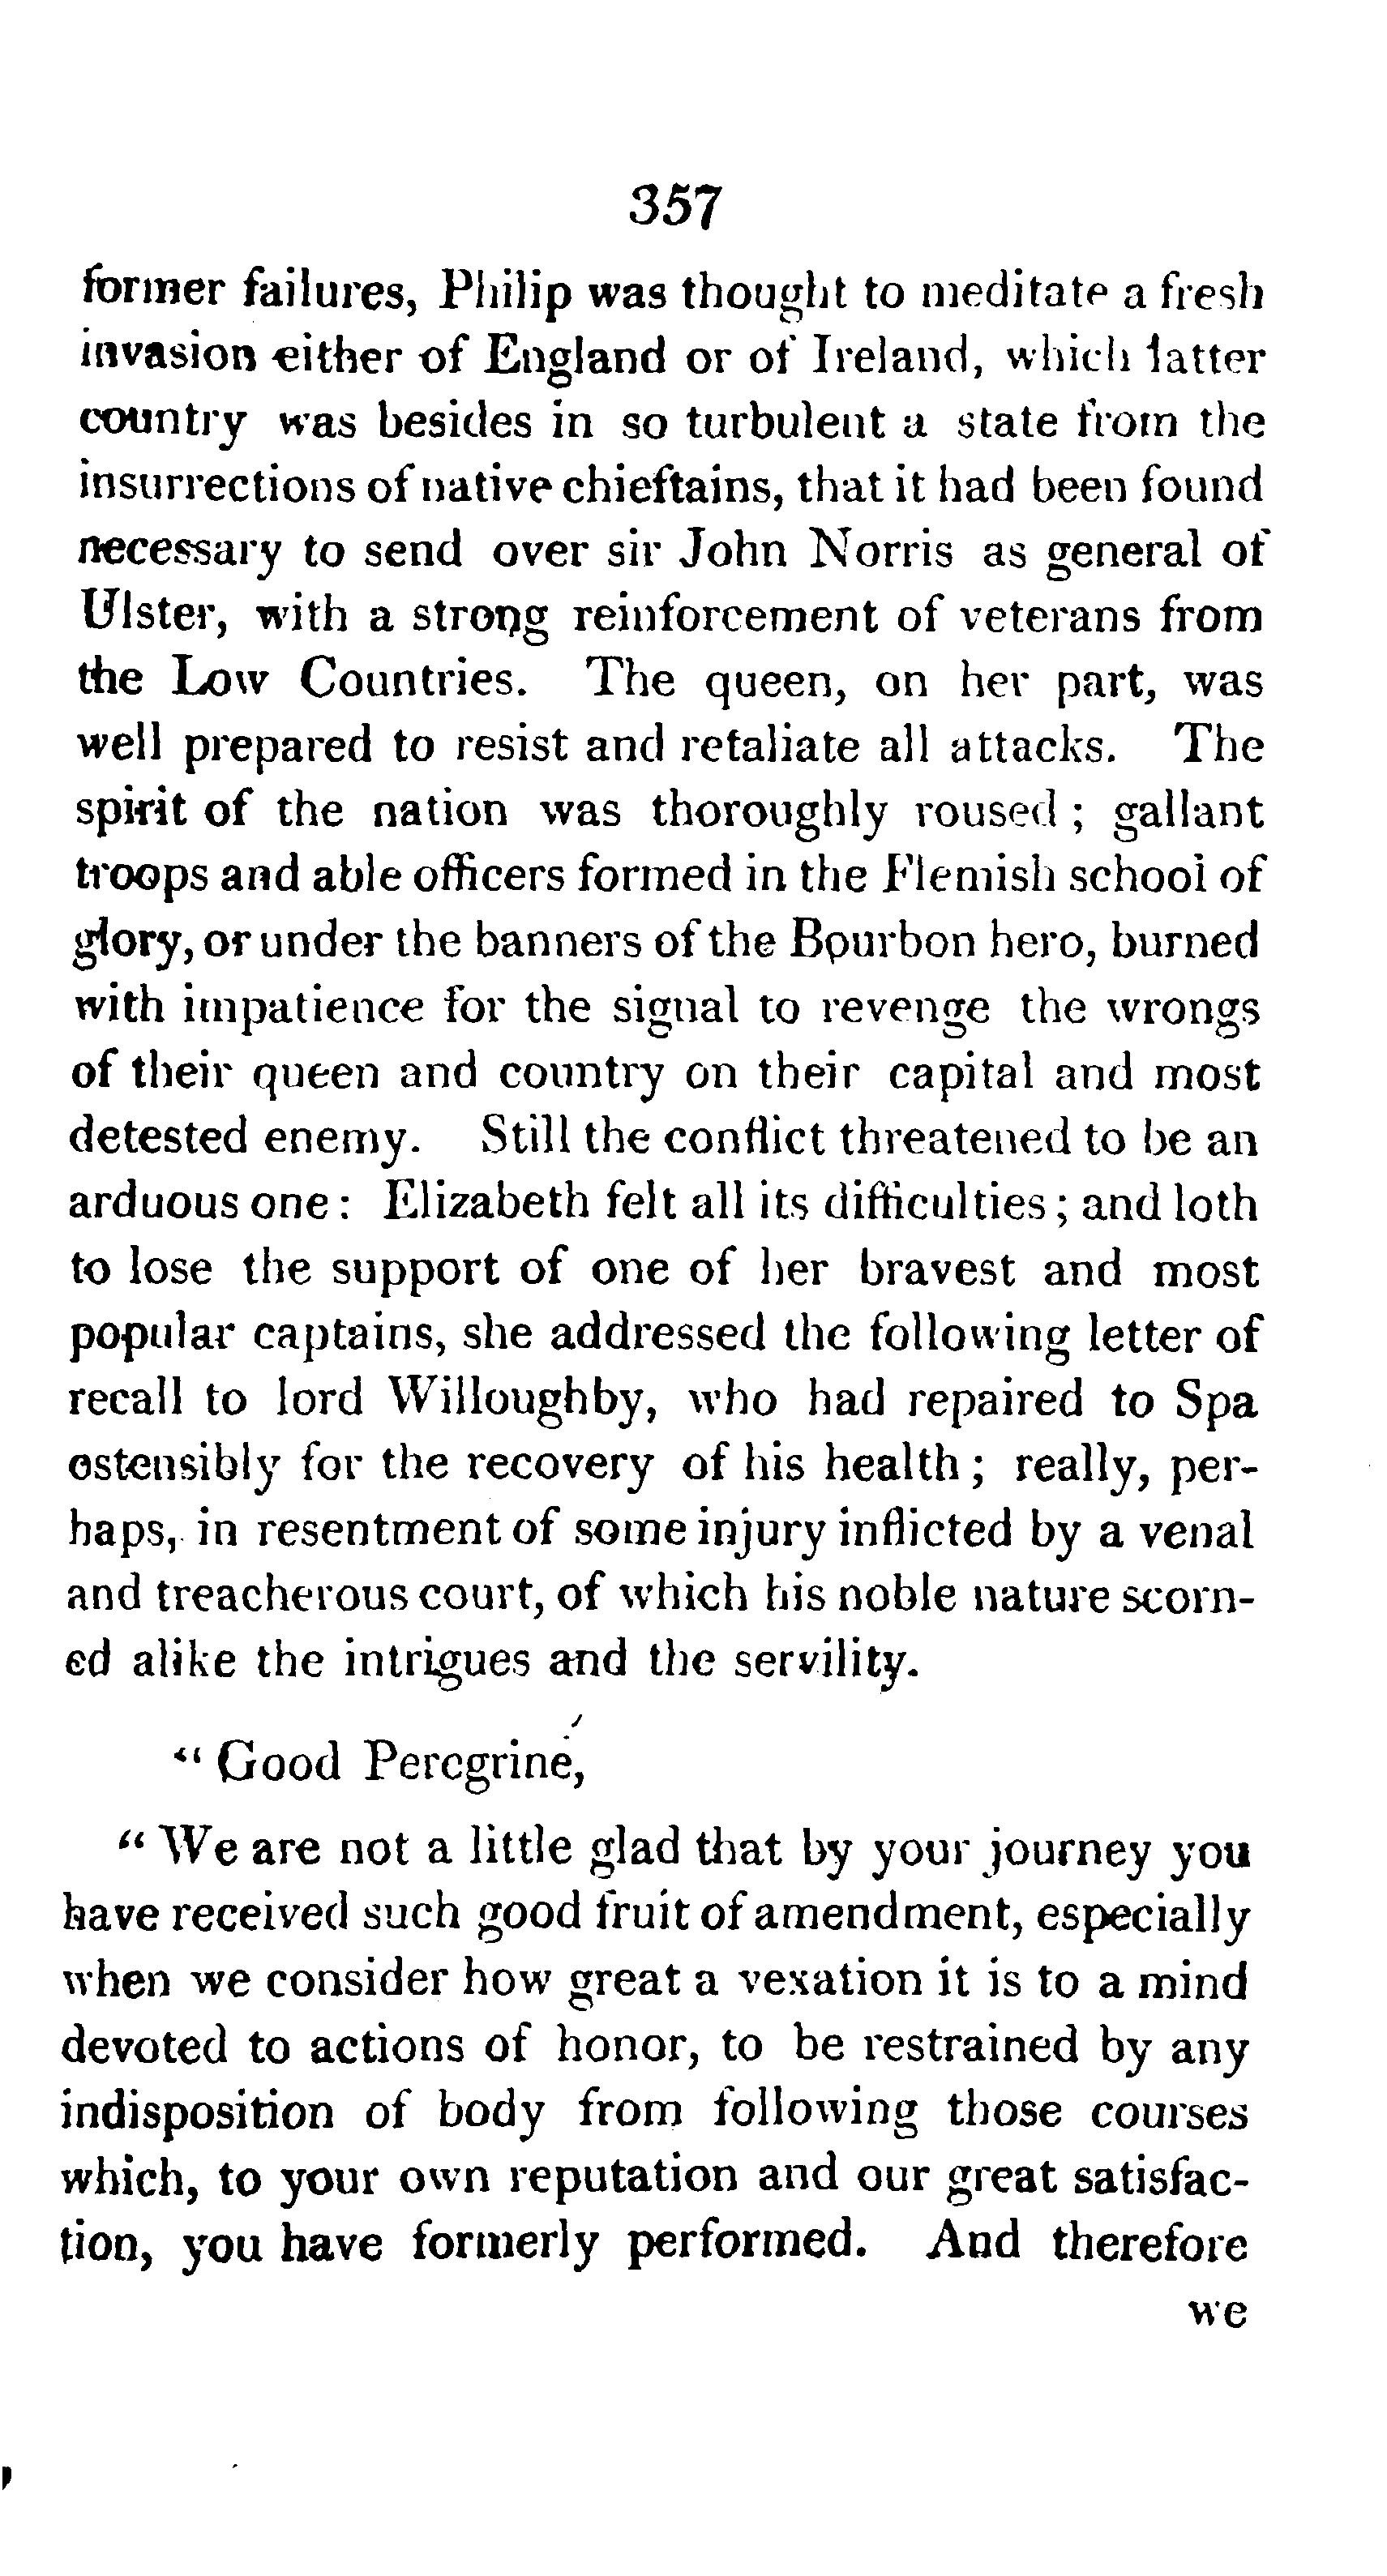 357
former failures, Philip was thought to meditate a fresh
invasion either of England or of Ireland, which latter
country was besides in so turbulent a state from the
insurrections of native chieftains, that it had been found
necessary to send over sir John Norris as general of
Ulster, with a strong reinforcement of veterans from
the Low Countries. The queen, on her part, was
well prepared to resist and retaliate all attacks. The
spirit of the nation was thoroughly roused; gallant
troops and able officers formed in the Flemish school of
glory, or under the banners of the Bourbon hero, burned
with impatience for the signal to revenge the wrongs
of their queen and country on their capital and most
detested enemy. Still the conflict threatened to be an
arduous one: Elizabeth felt all its difficulties; and loth
to lose the support of one of her bravest and most
popular captains, she addressed the following letter of
recall to lord Willoughby, who had repaired to Spa
ostensibly for the recovery of his health; really, per-
haps, in resentment of some injury inflicted by a venal
and treacherous court, of which his noble nature scorn-
ed alike the intrigues and the servility.
"Good Peregrine,
"We are not a little glad that by your journey you
have received such good fruit of amendment, especially
when we consider how great a vexation it is to a mind
devoted to actions of honor, to be restrained by any
indisposition of body from following those courses
which, to your own reputation and our great satisfac-
tion, you have formerly performed. And therefore
we